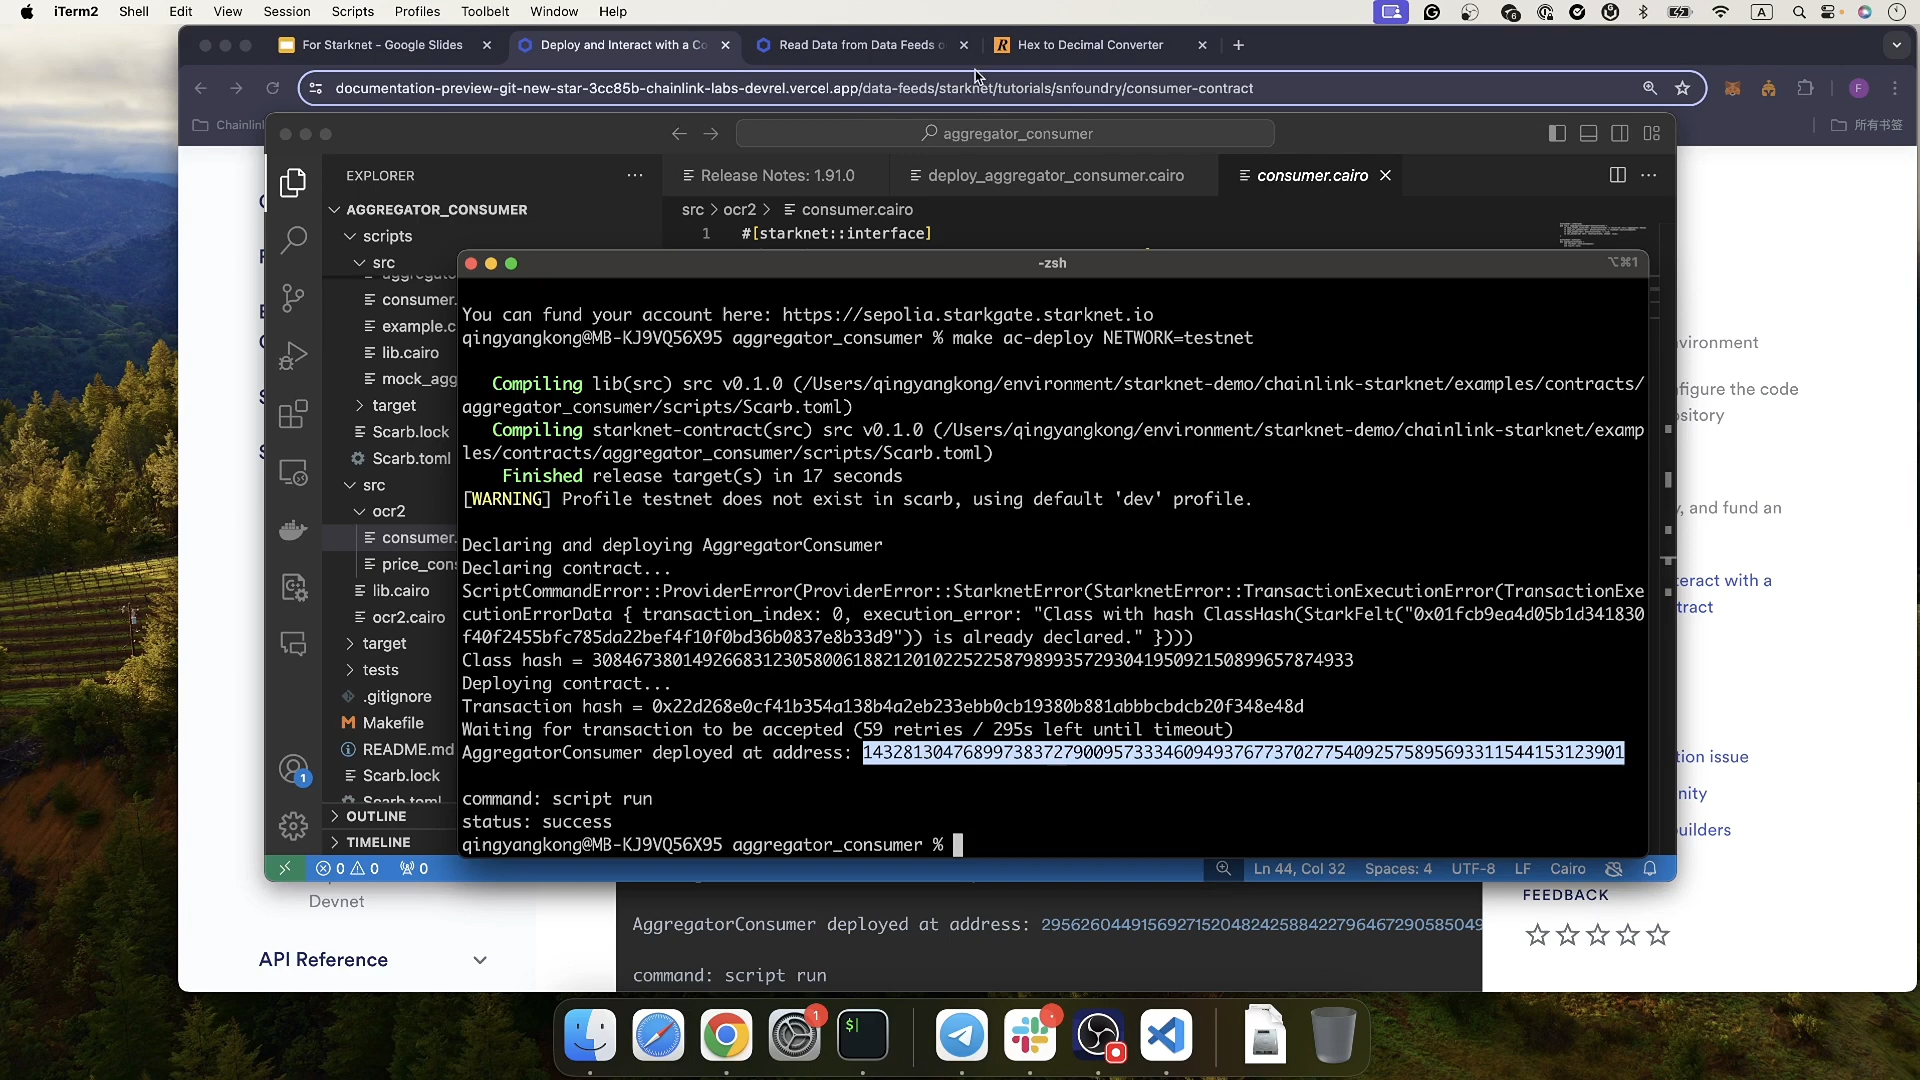 iTerm2 Shell Edit View Session Scripts Profiles Toolbelt Window Help
For Starknet - Google Slides
Deploy and Interact with a Co
Read Data from Data Feeds o
Hex to Decimal Converter
documentation-preview-git-new-star-3cc85b-chainlink-labs-devrel.vercel.app/data-feeds/starknet/tutorials/snfoundry/consumer-contract
Chainlin
所有书签
aggregator_consumer
EXPLORER
Release Notes: 1.91.0
deploy_aggregator_consumer.cairo
consumer.cairo
AGGREGATOR_CONSUMER
src > ocr2 > consumer.cairo
scripts
1 #[starknet::interface]
src
-zsh
⌥⌘1
consumer.
example.c
lib.cairo
mock_agg
target
Scarb.lock
Scarb.toml
src
ocr2
consumer.
price_cons
lib.cairo
ocr2.cairo
target
tests
.gitignore
Makefile
README.md
Scarb.lock
Scarb.toml
OUTLINE
TIMELINE
You can fund your account here: https://sepolia.starkgate.starknet.io
qingyangkong@MB-KJ9VQ56X95 aggregator_consumer % make ac-deploy NETWORK=testnet
Compiling lib(src) src v0.1.0 (/Users/qingyangkong/environment/starknet-demo/chainlink-starknet/examples/contracts/
aggregator_consumer/scripts/Scarb.toml)
Compiling starknet-contract(src) src v0.1.0 (/Users/qingyangkong/environment/starknet-demo/chainlink-starknet/examp
les/contracts/aggregator_consumer/scripts/Scarb.toml)
Finished release target(s) in 17 seconds
[WARNING] Profile testnet does not exist in scarb, using default 'dev' profile.
Declaring and deploying AggregatorConsumer
Declaring contract...
ScriptCommandError::ProviderError(ProviderError::StarknetError(StarknetError::TransactionExecutionError(TransactionExe
cutionErrorData { transaction_index: 0, execution_error: "Class with hash ClassHash(StarkFelt("0x01fcb9ea4d05b1d341830
f40f2455bfc785da22bef4f10f0bd36b0837e8b33d9")) is already declared." })))
Class hash = 308467380149266831230580061882120102252258798993572930419509215089965​7874933
Deploying contract...
Transaction hash = 0x22d268e0cf41b354a138b4a2eb233ebb0cb19380b881abbbcbdcb20f348e48d
Waiting for transaction to be accepted (59 retries / 295s left until timeout)
AggregatorConsumer deployed at address: 1432813047689973837279009573334609493767737027754092575895693311544153123901
command: script run
status: success
qingyangkong@MB-KJ9VQ56X95 aggregator_consumer %
0 0 0
Ln 44, Col 32 Spaces: 4 UTF-8 LF Cairo
vironment
figure the code
ository
y, and fund an
teract with a
tract
tion issue
nity
uilders
FEEDBACK
Devnet
API Reference
AggregatorConsumer deployed at address: 29562604491569271520482425884227964672905850​49
command: script run